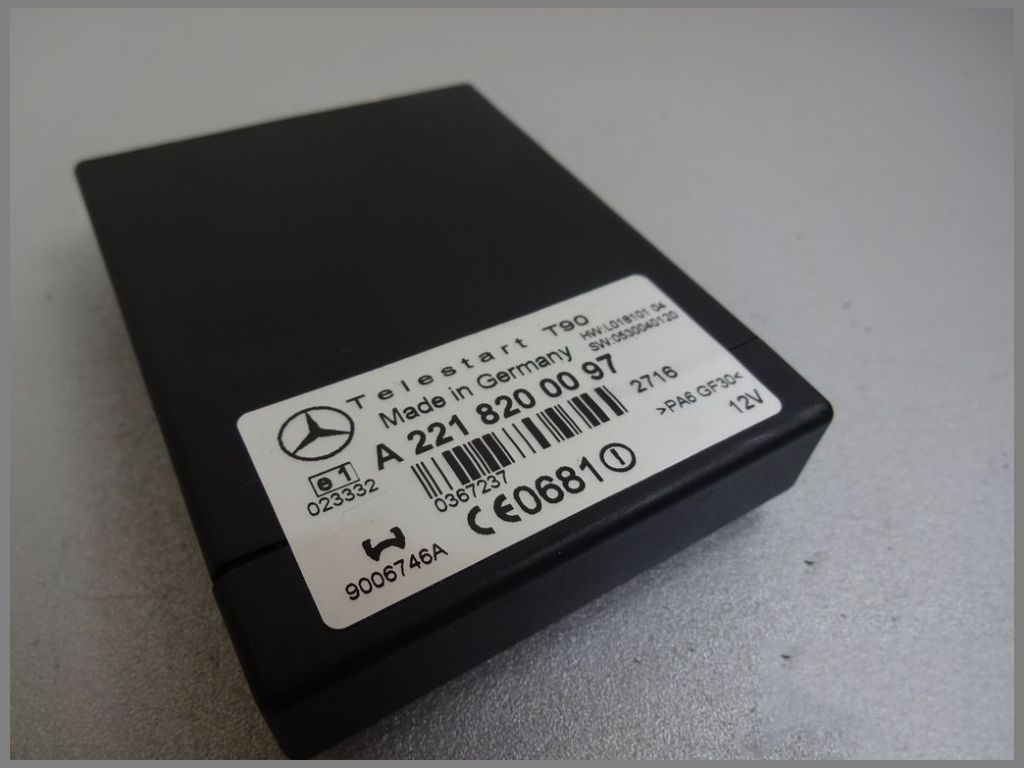 Telestart T90
Made in Germany
HW:L018101.04
SW:0530040120
A 221 820 00 97
2716
>PA6 GF30<
12V
e1
023332
0367237
CE0681
9006746A